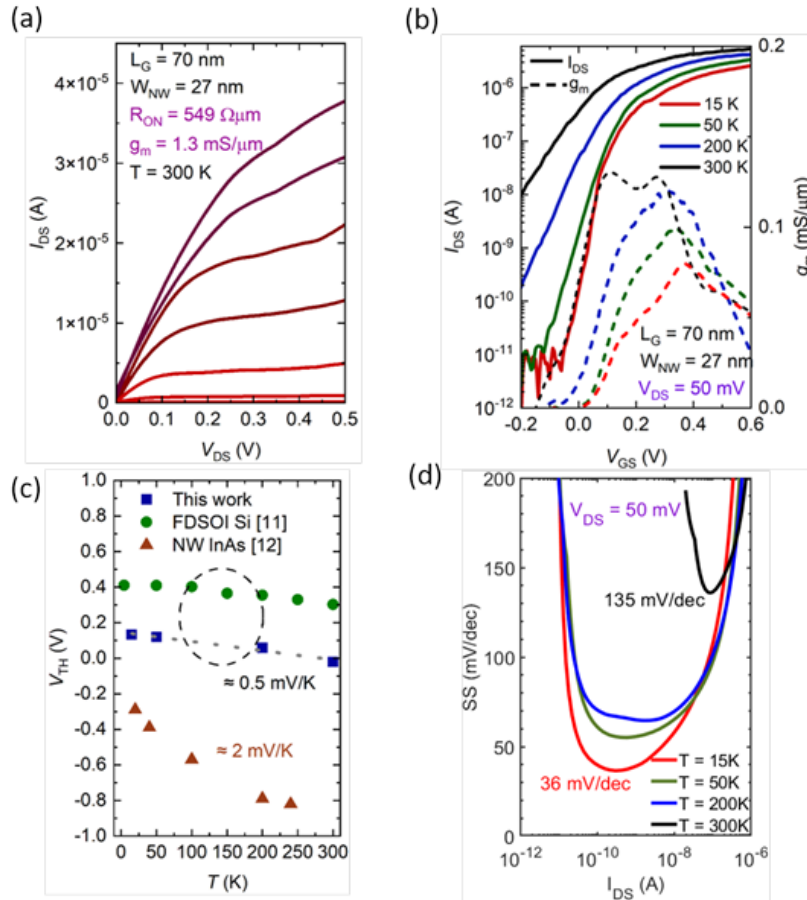 (a)
L_G = 70 nm
W_NW = 27 nm
R_ON = 549 Ωμm
g_m = 1.3 mS/μm
T = 300 K
4×10⁻⁵
3×10⁻⁵
2×10⁻⁵
1×10⁻⁵
0
I_DS (A)
0.0 0.1 0.2 0.3 0.4 0.5
V_DS (V)
(b)
I_DS
g_m
15 K
50 K
200 K
300 K
10⁻⁶
10⁻⁷
10⁻⁸
10⁻⁹
10⁻¹⁰
10⁻¹¹
10⁻¹²
I_DS (A)
0.2
0.1
0.0
g_m (mS/μm)
L_G = 70 nm
W_NW = 27 nm
V_DS = 50 mV
-0.2 0.0 0.2 0.4 0.6
V_GS (V)
(c)
This work
FDSOI Si [11]
NW InAs [12]
1.0
0.8
0.6
0.4
0.2
0.0
-0.2
-0.4
-0.6
-0.8
-1.0
V_TH (V)
≈ 0.5 mV/K
≈ 2 mV/K
0 50 100 150 200 250 300
T (K)
(d)
200
150
100
50
0
SS (mV/dec)
V_DS = 50 mV
135 mV/dec
36 mV/dec
T = 15K
T = 50K
T = 200K
T = 300K
10⁻¹² 10⁻¹⁰ 10⁻⁸ 10⁻⁶
I_DS (A)